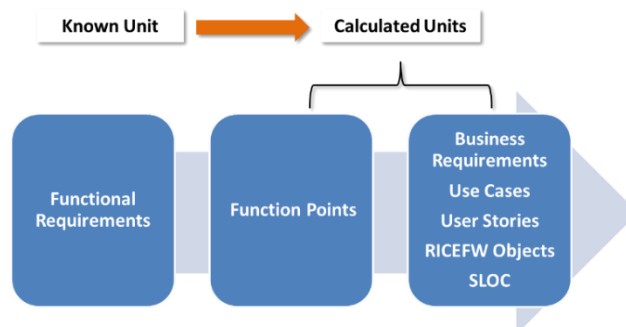 Known Unit
Calculated Units
Functional
Requirements
Function Points
Business
Requirements
Use Cases
User Stories
RICEFW Objects
SLOC